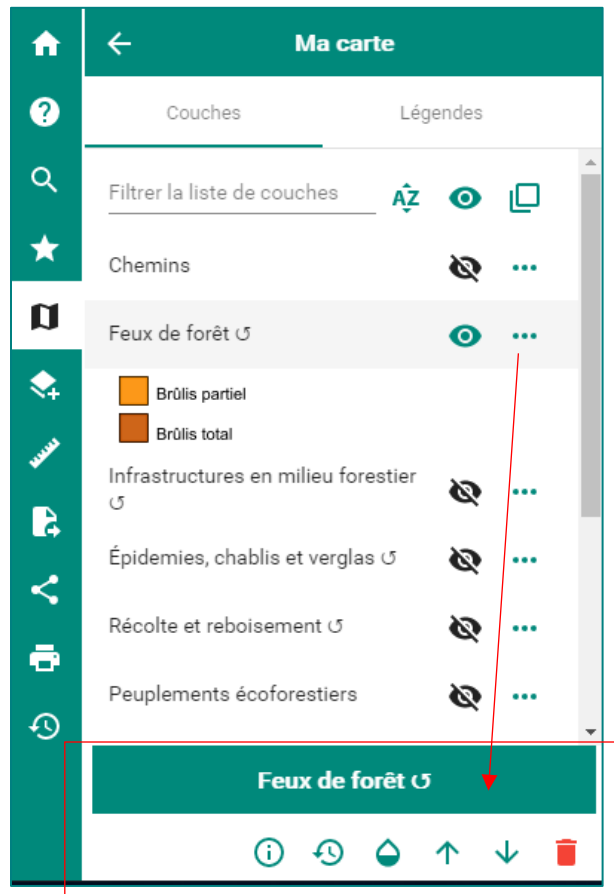 Ma carte
Couches Légendes
Filtrer la liste de couches AZ
Chemins
Feux de forêt ↺
Brûlis partiel
Brûlis total
Infrastructures en milieu forestier
↺
Épidemies, chablis et verglas ↺
Récolte et reboisement ↺
Peuplements écoforestiers
Feux de forêt ↺